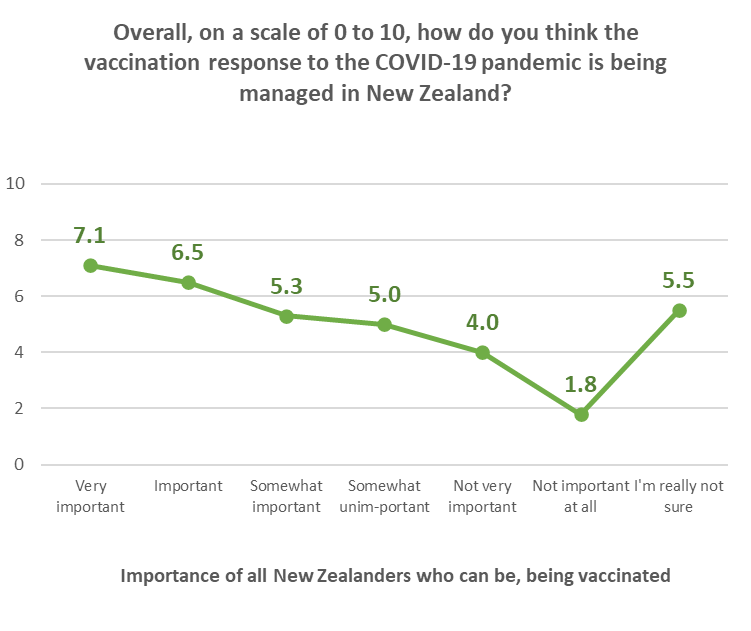 Overall, on a scale of 0 to 10, how do you think the
vaccination response to the COVID-19 pandemic is being
managed in New Zealand?
10
8
6
4
2
0
7.1
6.5
5.3
5.0
4.0
1.8
5.5
Very
important
Important
Somewhat
important
Somewhat
unim-portant
Not very
important
Not important
at all
I'm really not
sure
Importance of all New Zealanders who can be, being vaccinated